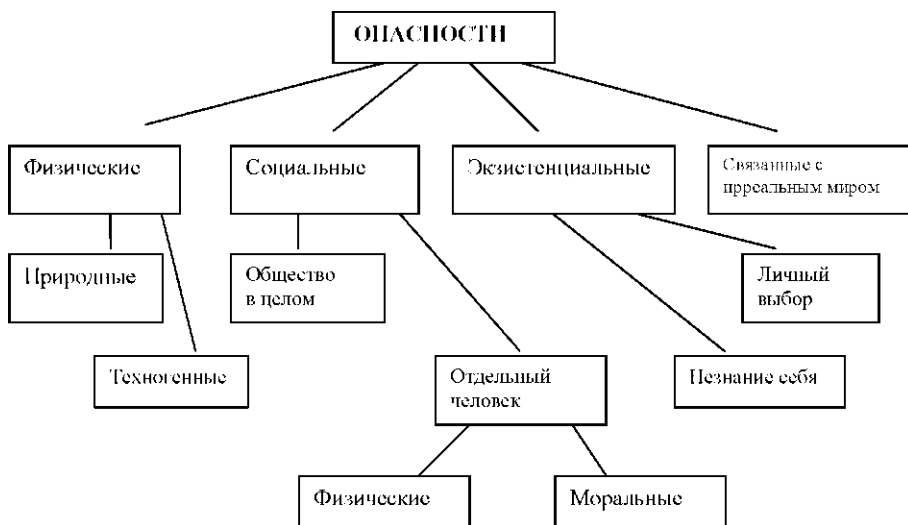 ОПАСНОСТИ
Физические
Социальные
Экзистенциальные
Связанные с
ирреальным миром
Природные
Общество
в целом
Личный
выбор
Техногенные
Отдельный
человек
Незнание себя
Физические
Моральные